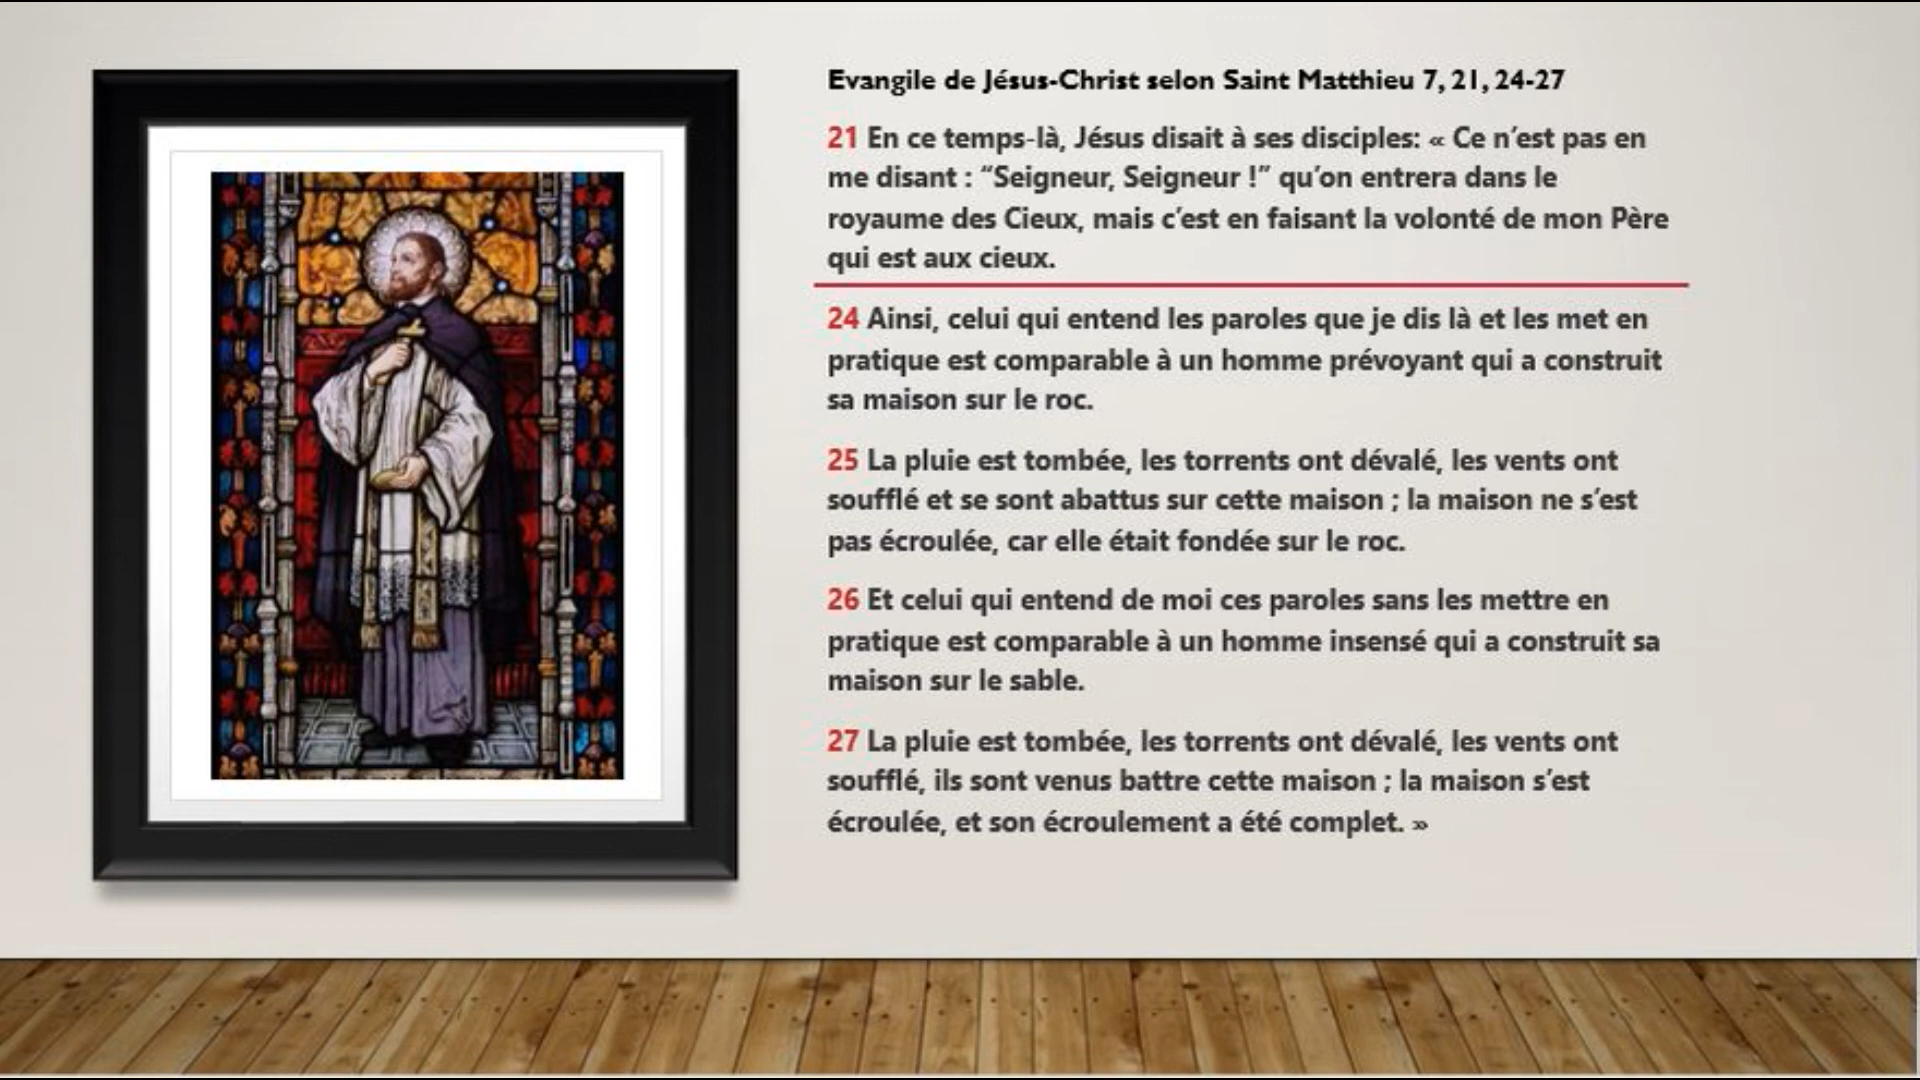 Evangile de Jésus-Christ selon Saint Matthieu 7, 21, 24-27
21 En ce temps-là, Jésus disait à ses disciples: « Ce n’est pas en
me disant : “Seigneur, Seigneur !” qu’on entrera dans le
royaume des Cieux, mais c’est en faisant la volonté de mon Père
qui est aux cieux.
24 Ainsi, celui qui entend les paroles que je dis là et les met en
pratique est comparable à un homme prévoyant qui a construit
sa maison sur le roc.
25 La pluie est tombée, les torrents ont dévalé, les vents ont
soufflé et se sont abattus sur cette maison ; la maison ne s’est
pas écroulée, car elle était fondée sur le roc.
26 Et celui qui entend de moi ces paroles sans les mettre en
pratique est comparable à un homme insensé qui a construit sa
maison sur le sable.
27 La pluie est tombée, les torrents ont dévalé, les vents ont
soufflé, ils sont venus battre cette maison ; la maison s’est
écroulée, et son écroulement a été complet. »